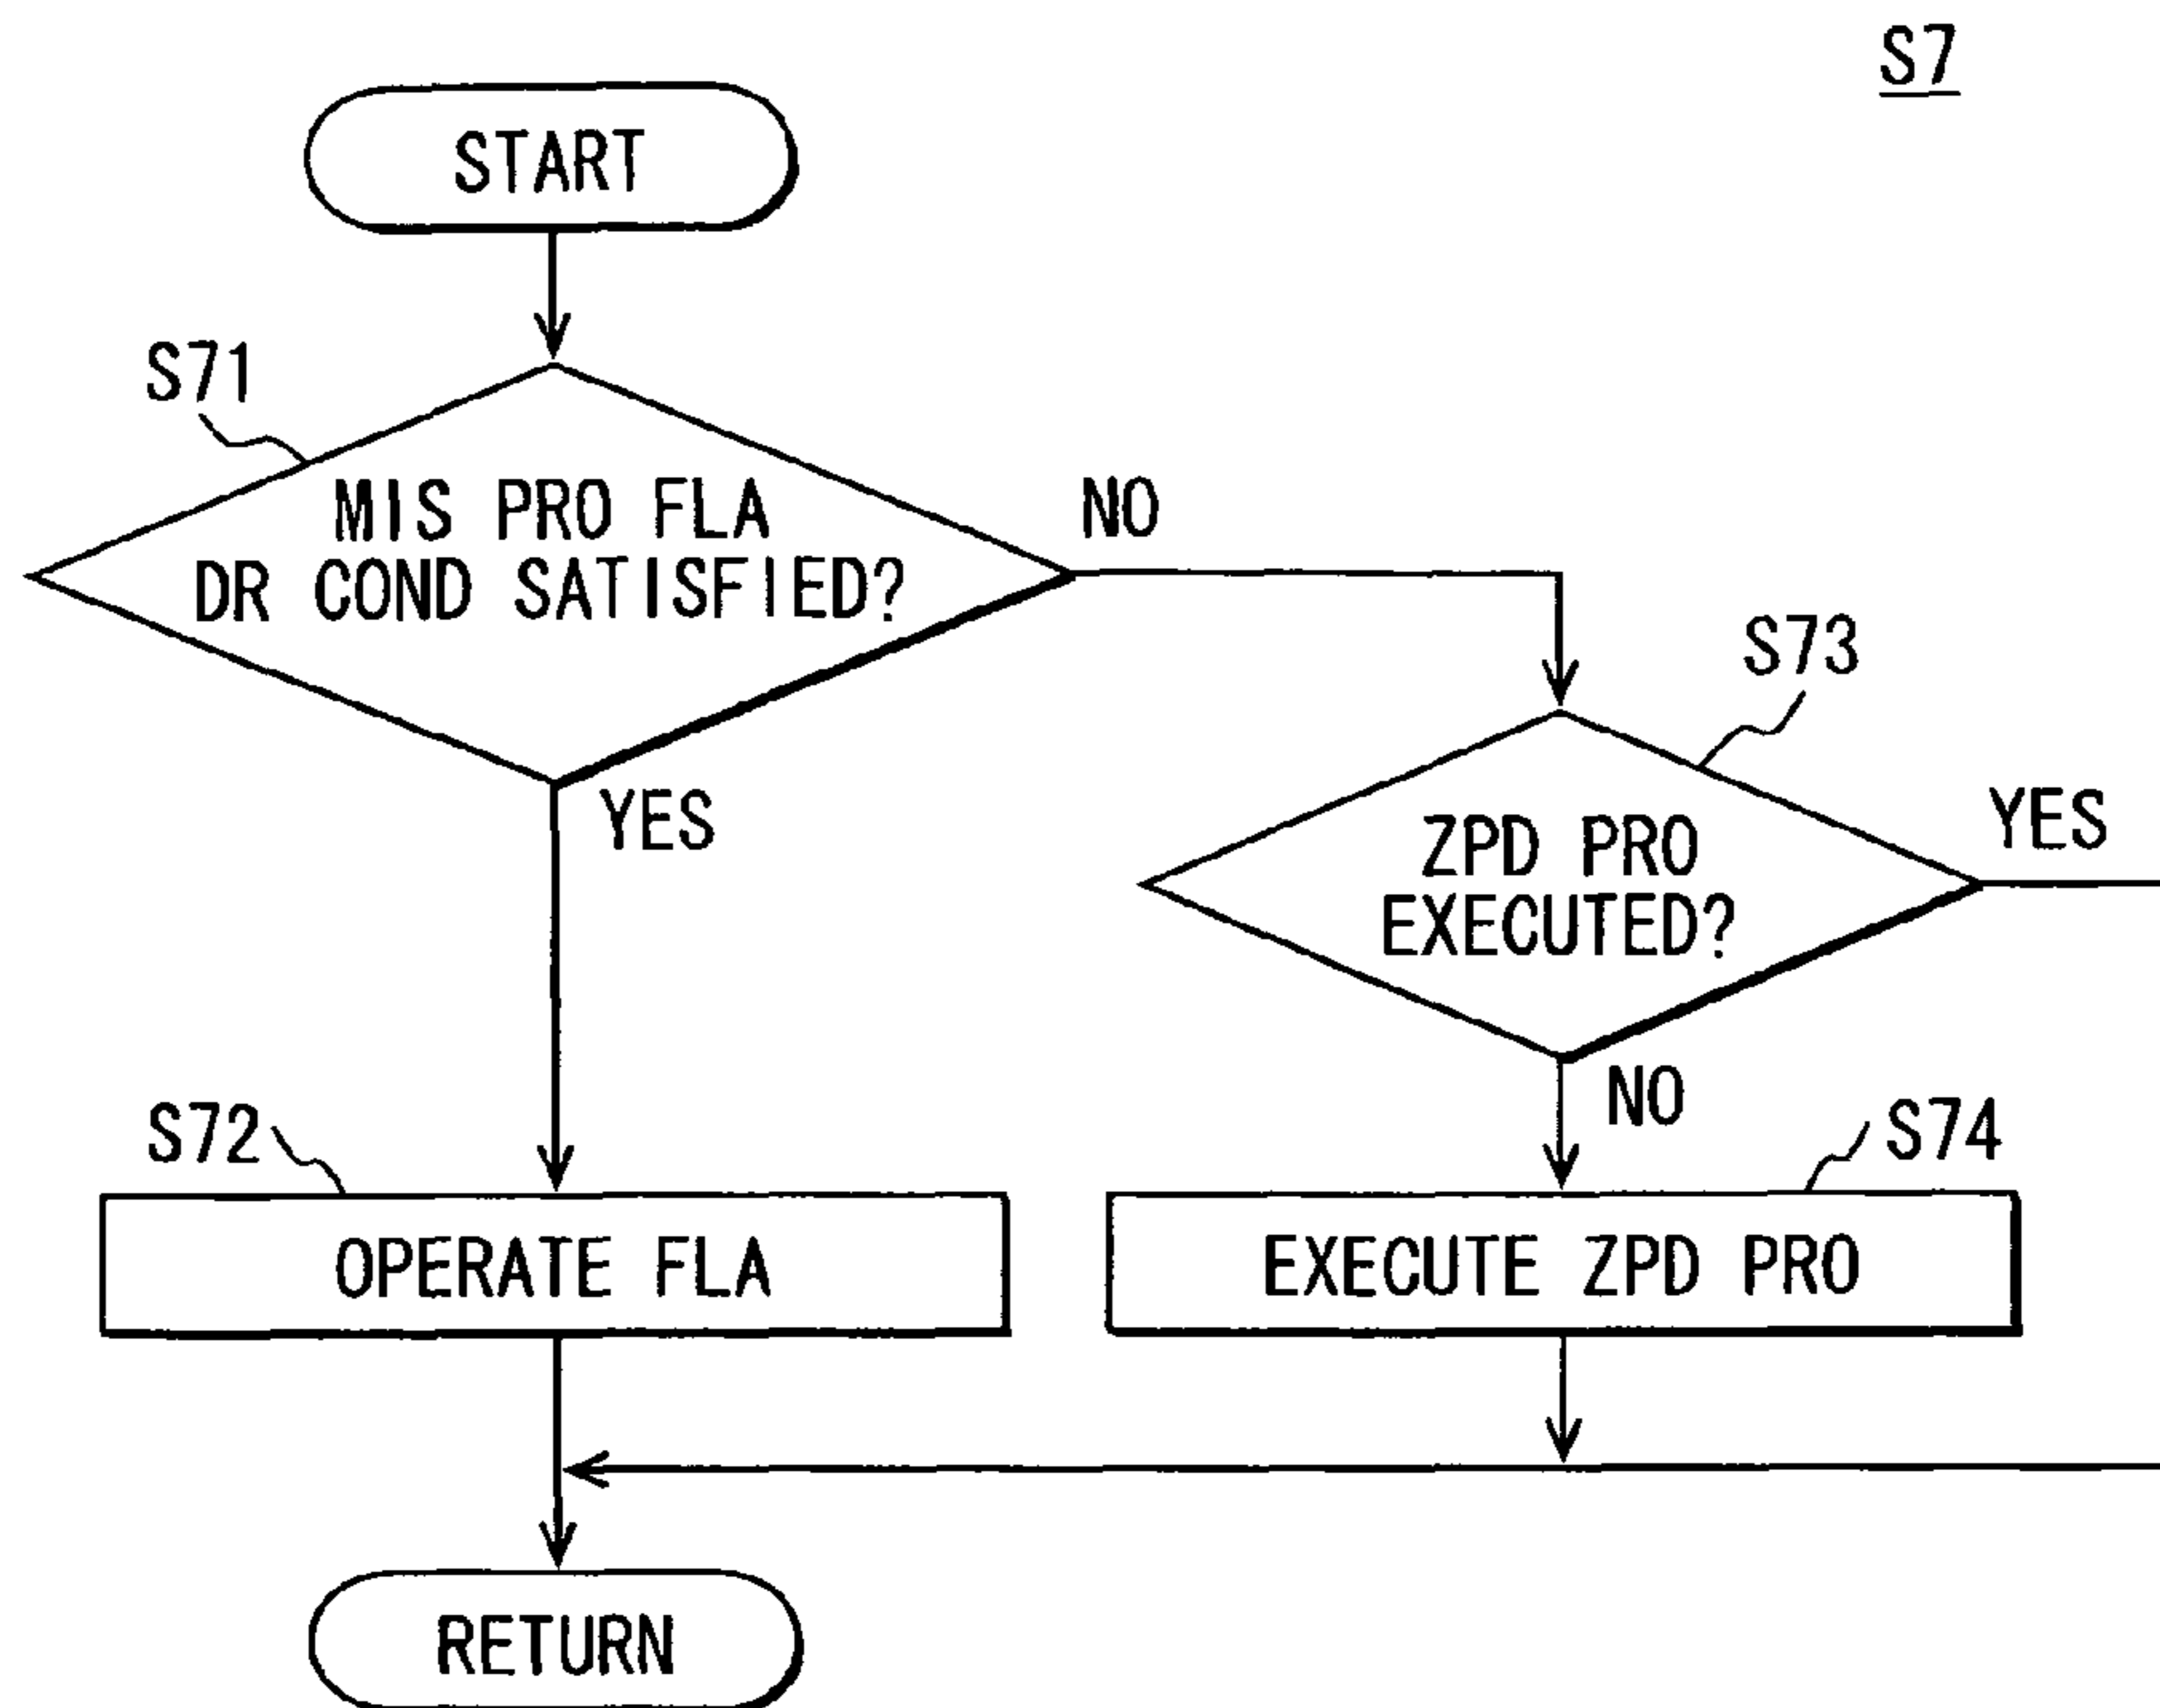 S7
START
S71
MIS PRO FLA
DR COND SATISFIED?
NO
YES
S73
ZPD PRO
EXECUTED?
YES
NO
S72
OPERATE FLA
S74
EXECUTE ZPD PRO
RETURN